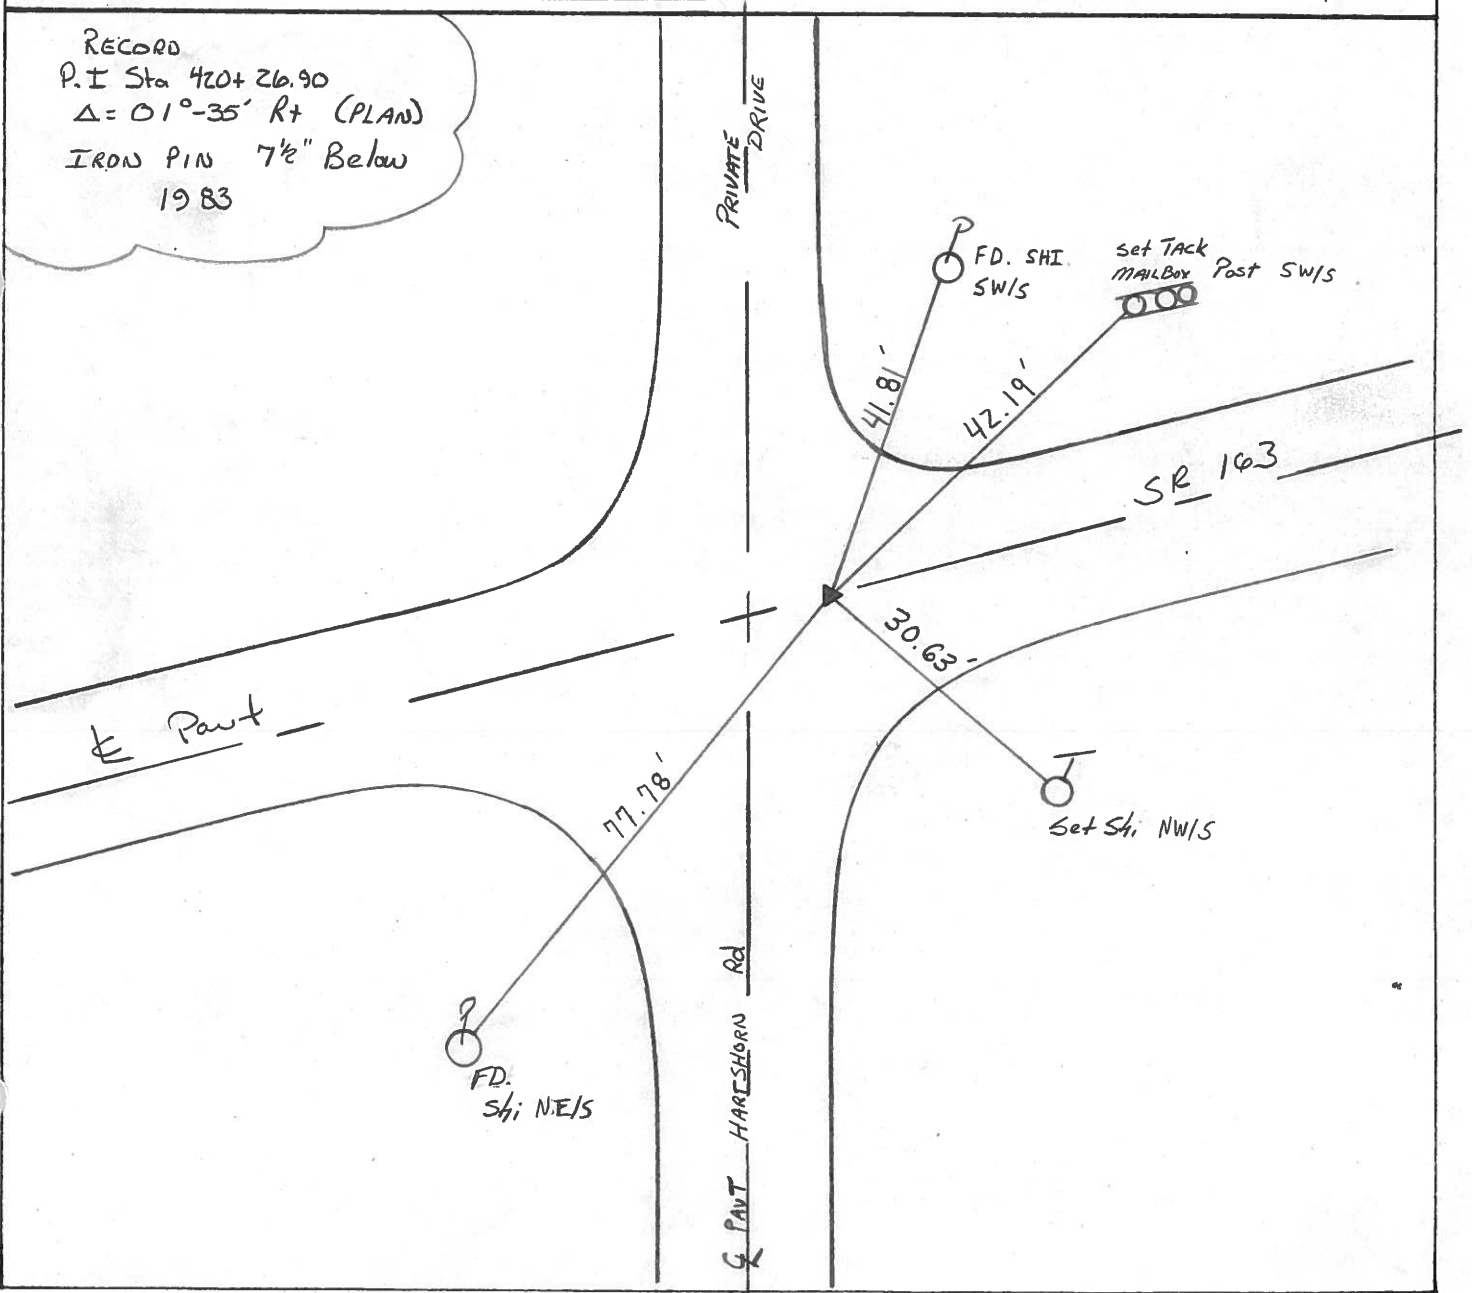 RECORD
P.I Sta 420+26.90
Δ= 01°-35' Rt (PLAN)
IRON PIN 7½" Below
1983
PRIVATE
DRIVE
P
FD. SHI.
SW/S
Set TACK
MAILBOX Post SW/S
41.81'
42.19'
SR 163
30.63'
℄ Pavt
77.78'
T
Set Shi NW/S
P
FD.
Shi N.E/S
℄ PAVT HARTSHORN Rd